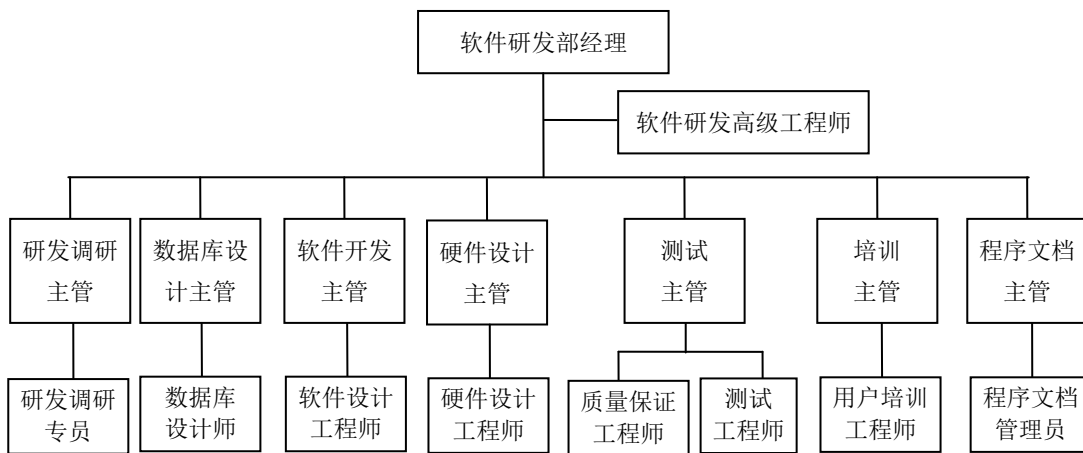 软件研发部经理
软件研发高级工程师
研发调研
主管
数据库设
计主管
软件开发
主管
硬件设计
主管
测试
主管
培训
主管
程序文档
主管
研发调研
专员
数据库
设计师
软件设计
工程师
硬件设计
工程师
质量保证
工程师
测试
工程师
用户培训
工程师
程序文档
管理员